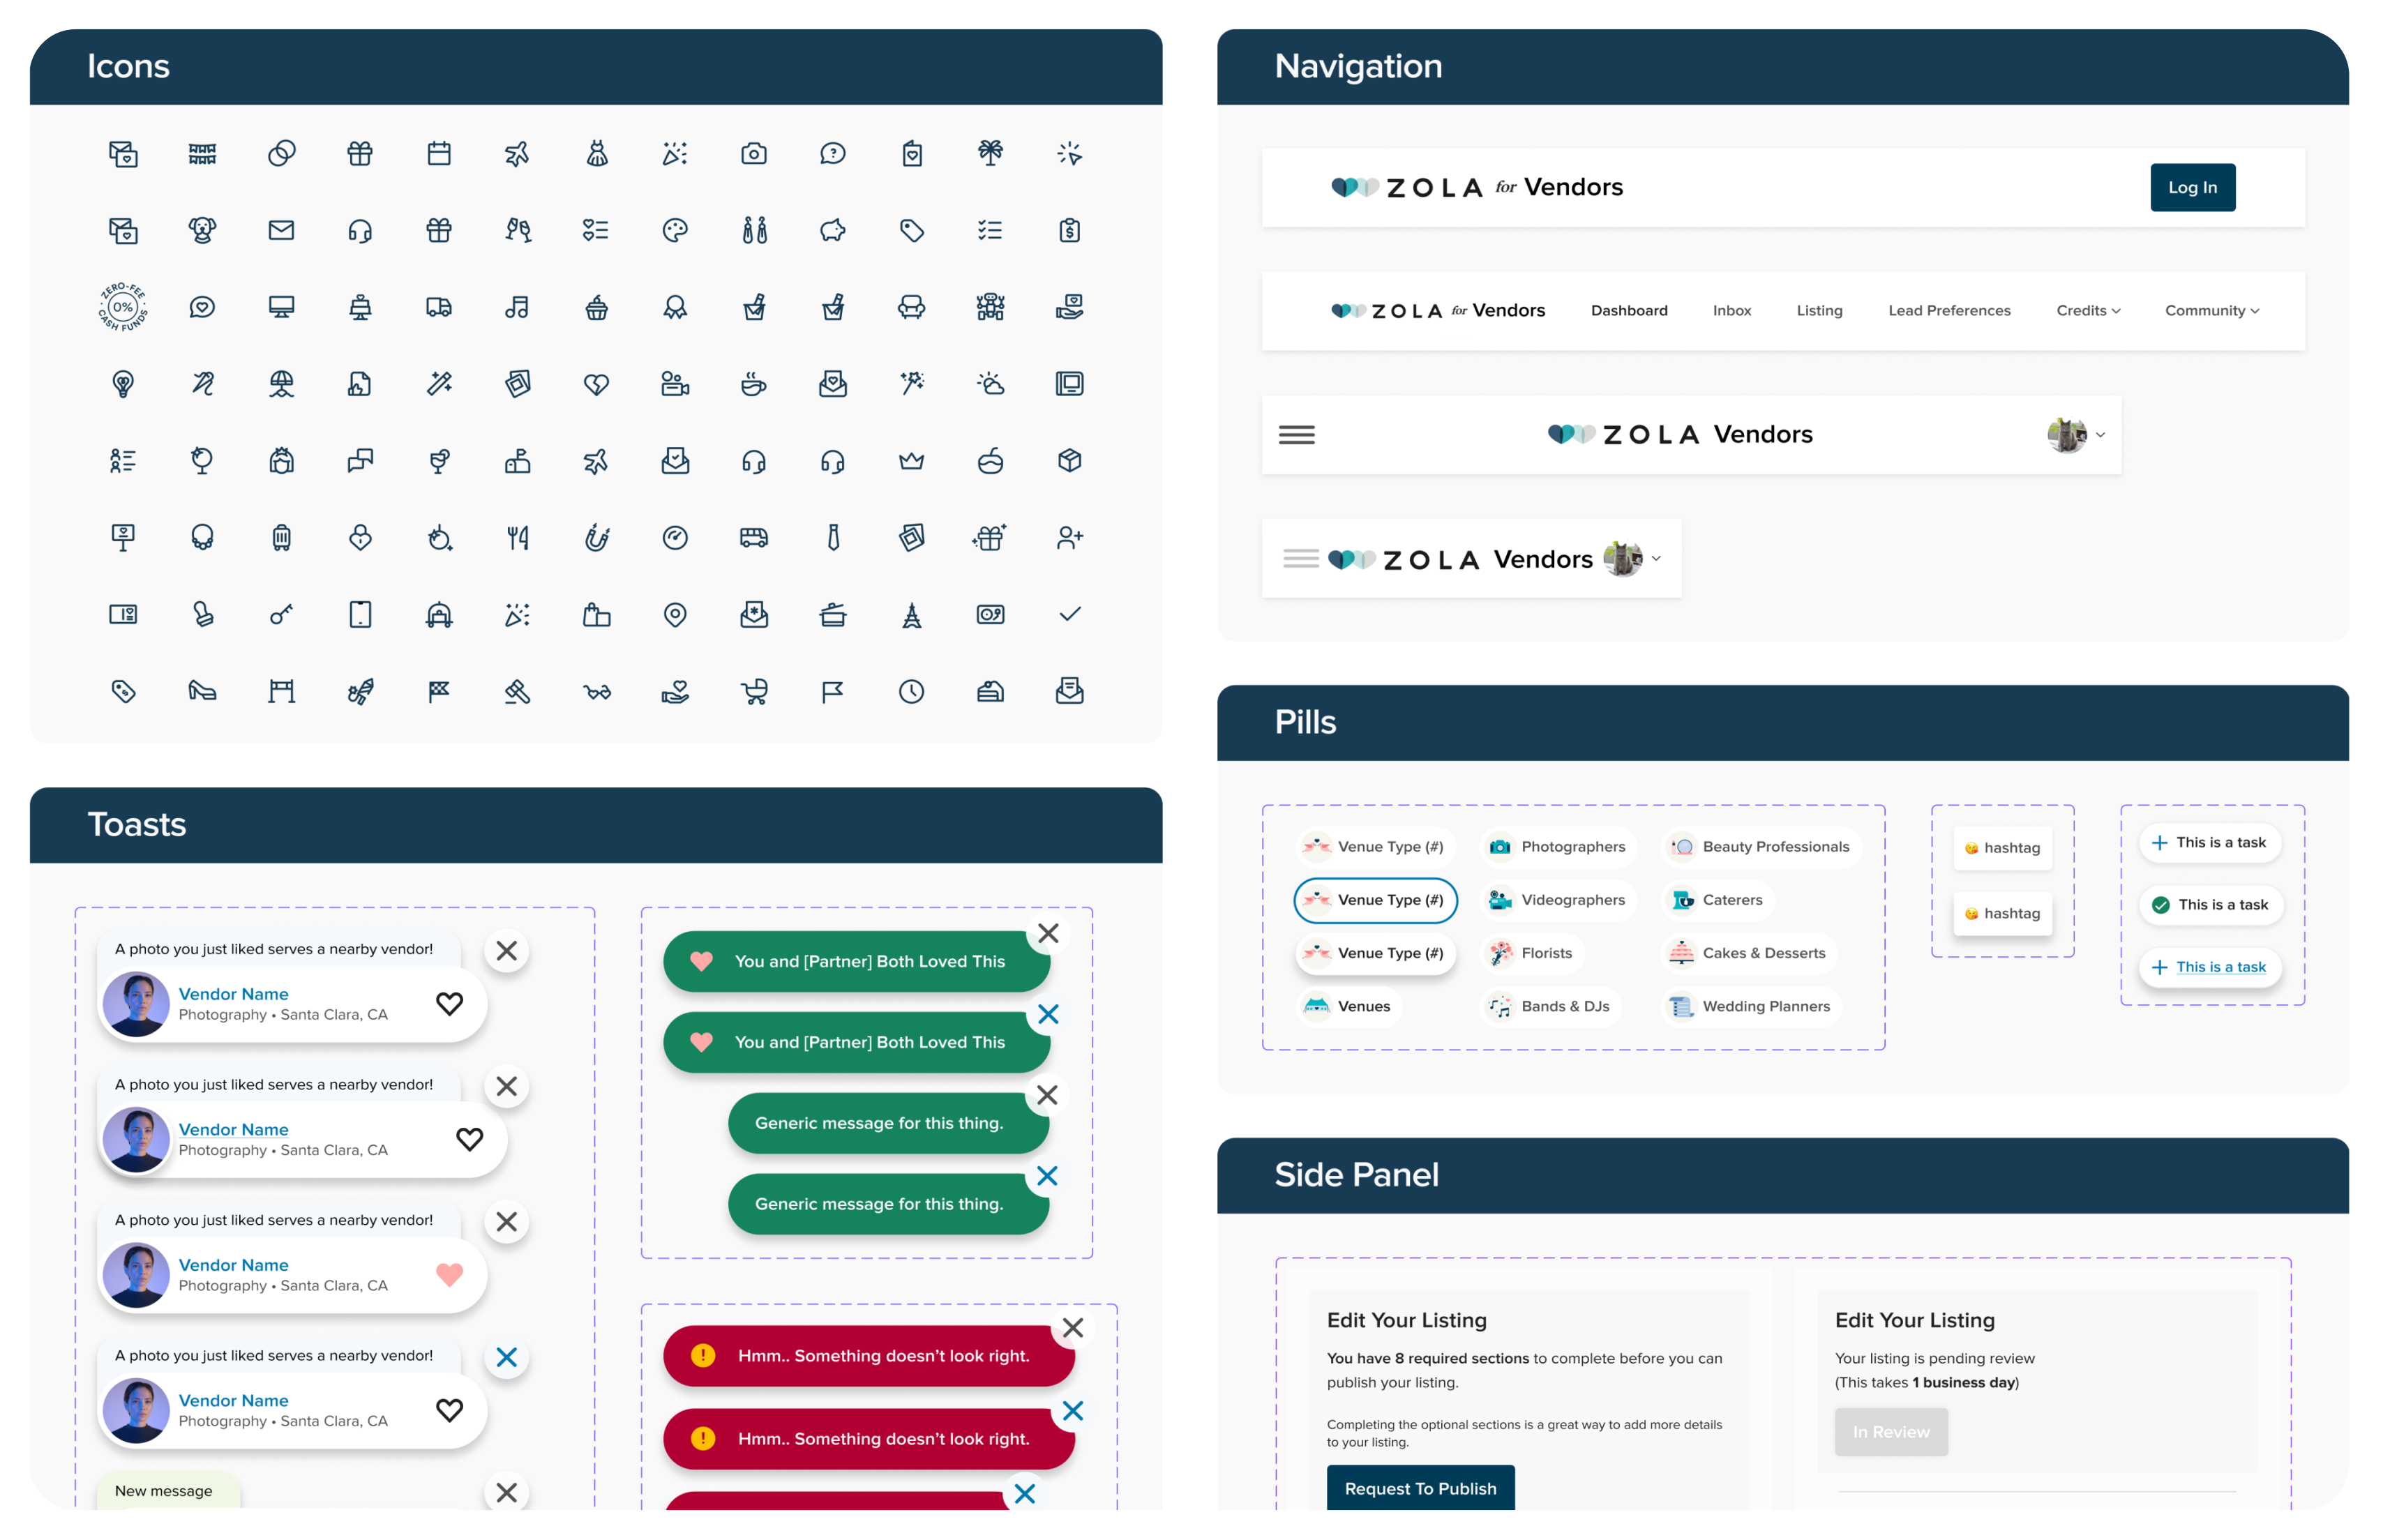 Icons
ZERO-FEE
0%
CASH FUNDS
Toasts
A photo you just liked serves a nearby vendor!
Vendor Name
Photography • Santa Clara, CA
A photo you just liked serves a nearby vendor!
Vendor Name
Photography • Santa Clara, CA
A photo you just liked serves a nearby vendor!
Vendor Name
Photography • Santa Clara, CA
A photo you just liked serves a nearby vendor!
Vendor Name
Photography • Santa Clara, CA
New message
You and [Partner] Both Loved This
You and [Partner] Both Loved This
Generic message for this thing.
Generic message for this thing.
Hmm.. Something doesn’t look right.
Hmm.. Something doesn’t look right.
Navigation
ZOLA for Vendors
Log In
ZOLA for Vendors Dashboard Inbox Listing Lead Preferences Credits Community
ZOLA Vendors
ZOLA Vendors
Pills
Venue Type (#) Photographers Beauty Professionals
Venue Type (#) Videographers Caterers
Venue Type (#) Florists Cakes & Desserts
Venues Bands & DJs Wedding Planners
hashtag
hashtag
This is a task
This is a task
This is a task
Side Panel
Edit Your Listing
You have 8 required sections to complete before you can
publish your listing.
Completing the optional sections is a great way to add more details
to your listing.
Request To Publish
Edit Your Listing
Your listing is pending review
(This takes 1 business day)
In Review